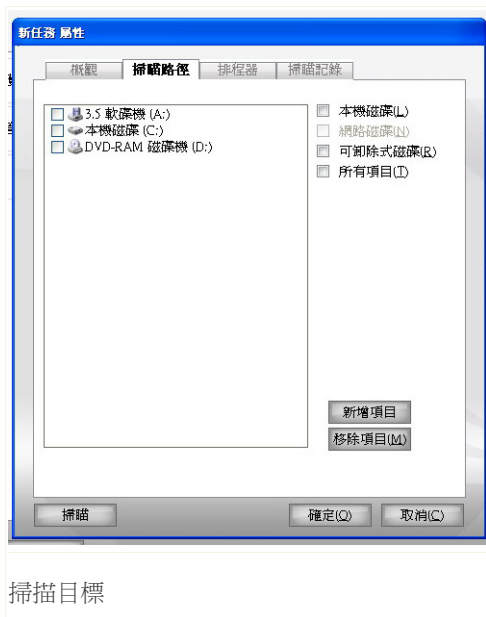 新任務 屬性
概觀 掃瞄路徑 排程器 掃瞄記錄
3.5 軟碟機 (A:)
本機磁碟 (C:)
DVD-RAM 磁碟機 (D:)
本機磁碟(L)
網路磁碟(N)
可卸除式磁碟(R)
所有項目(T)
新增項目
移除項目(M)
掃瞄 確定(O) 取消(C)
掃描目標